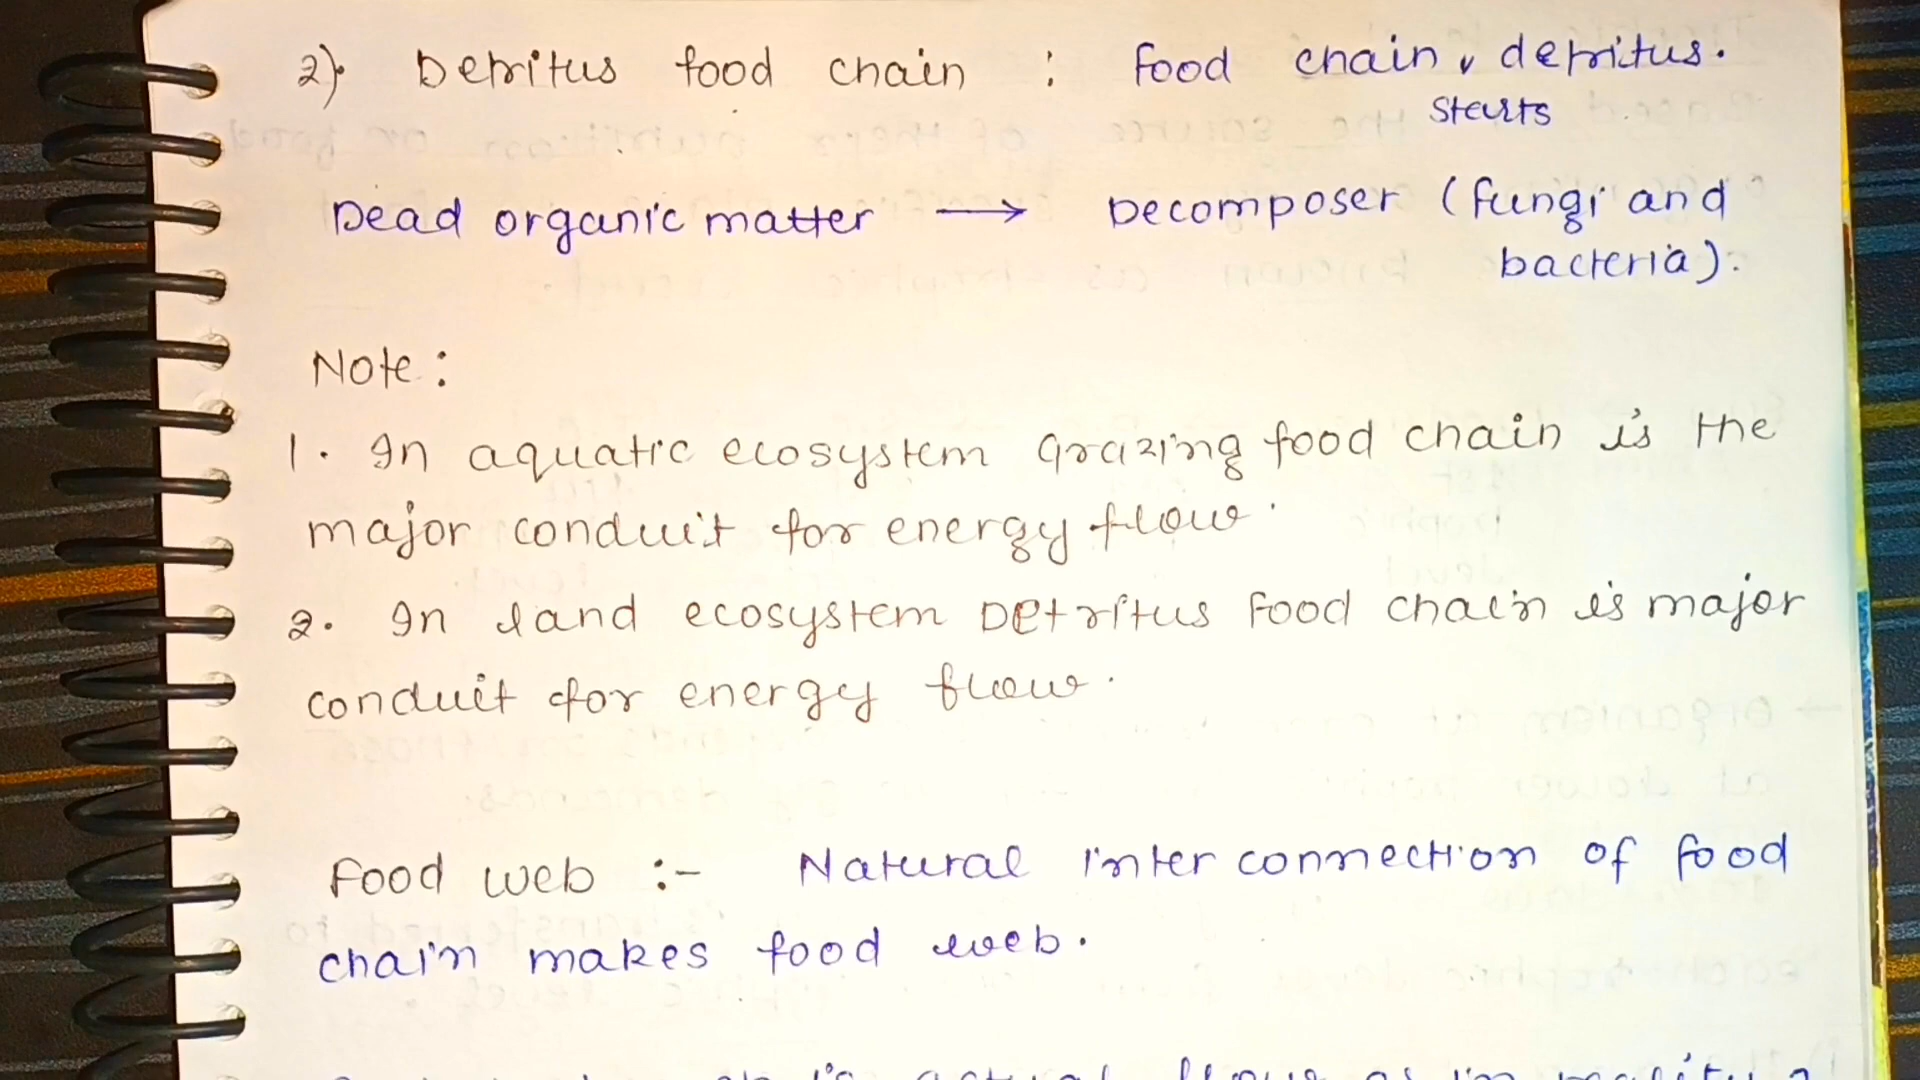 2) Detritus food chain : food chain, detritus.
starts
Dead organic matter → Decomposer (fungi and
bacteria).
Note :
1. In aquatic ecosystem Grazing food chain is the
major conduit for energy flow.
2. In land ecosystem Detritus food chain is major
conduit for energy flow.
Food web :- Natural inter connection of food
chain makes food web.